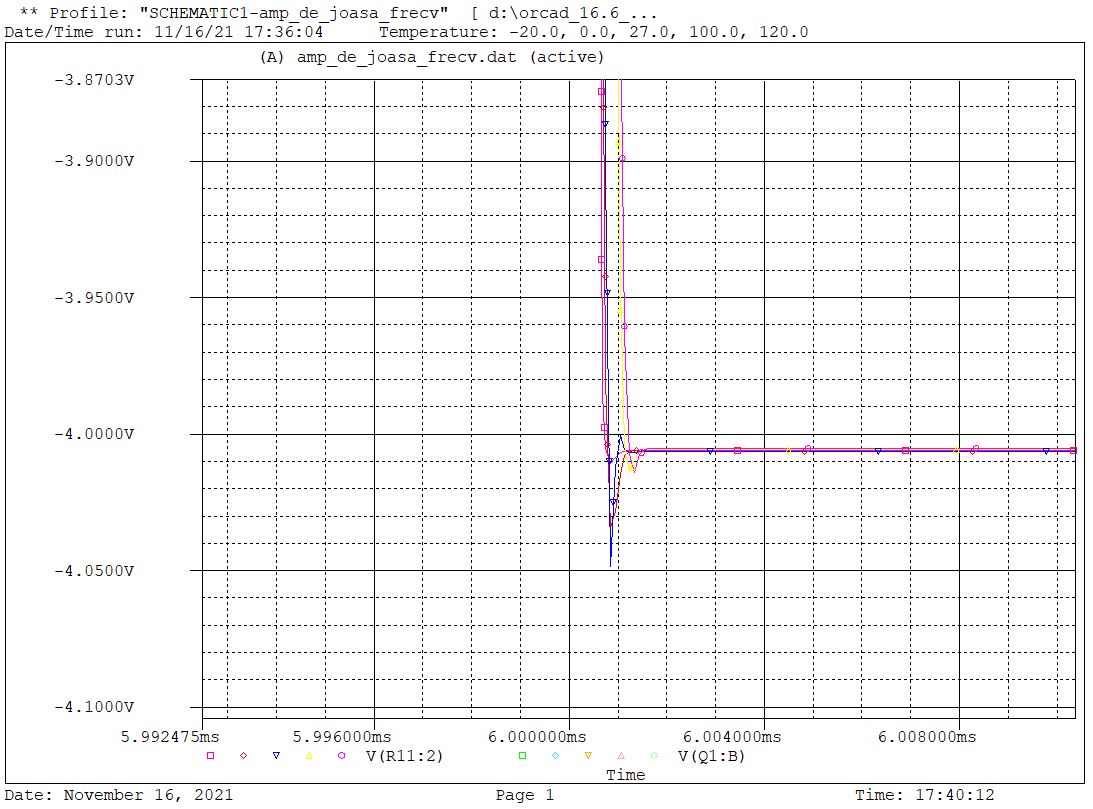 ** Profile: "SCHEMATIC1-amp_de_joasa_frecv"  [ d:\orcad_16.6_...
Date/Time run: 11/16/21 17:36:04  Temperature: -20.0, 0.0, 27.0, 100.0, 120.0
(A) amp_de_joasa_frecv.dat (active)
-3.8703V
-3.9000V
-3.9500V
-4.0000V
-4.0500V
-4.1000V
5.992475ms 5.996000ms 6.000000ms 6.004000ms 6.008000ms
V(R11:2) V(Q1:B)
Time
Date: November 16, 2021 Page 1 Time: 17:40:12